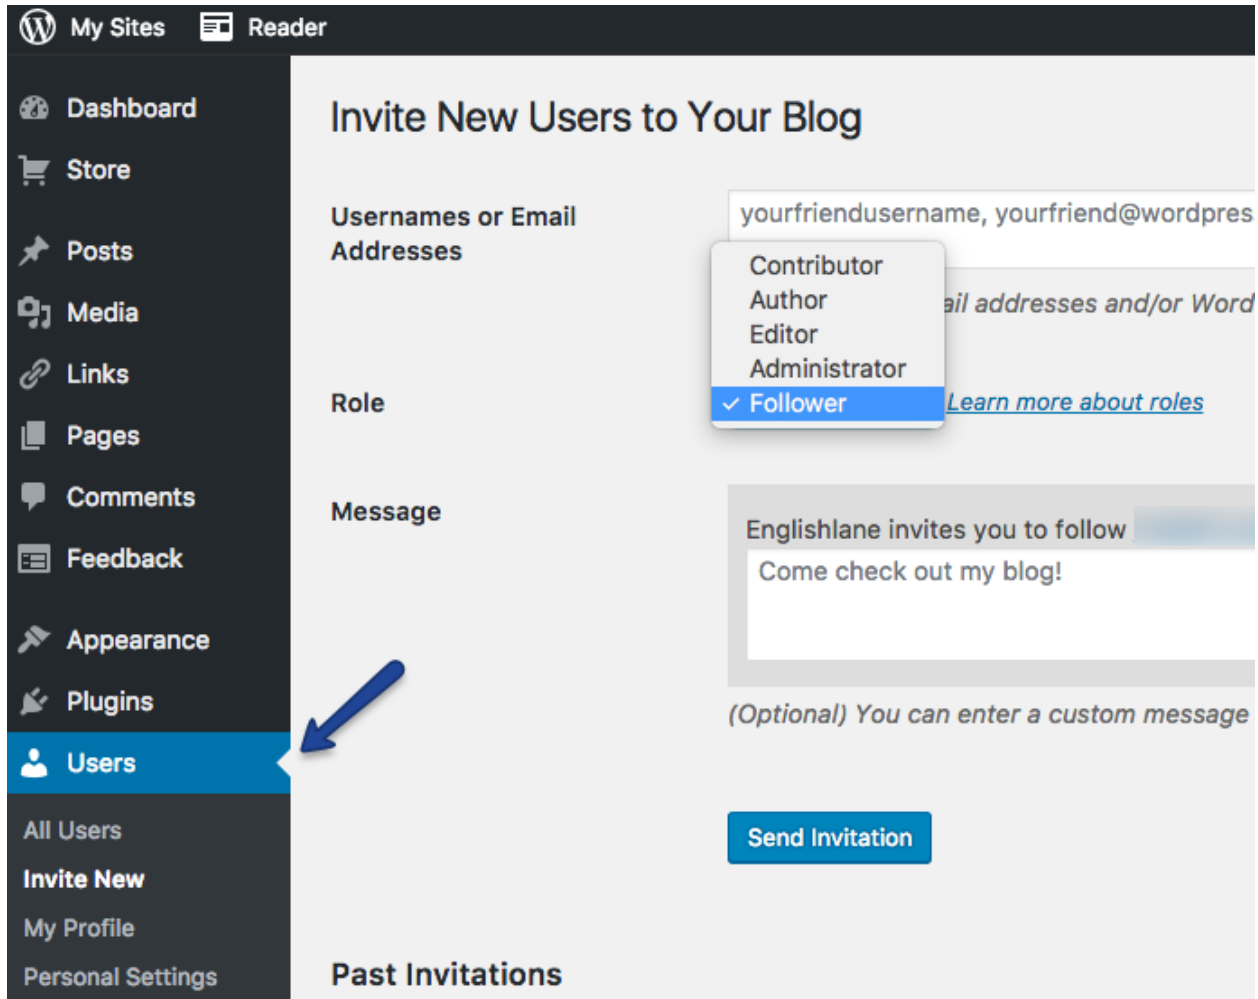 My Sites Reader
Dashboard
Store
Posts
Media
Links
Pages
Comments
Feedback
Appearance
Plugins
Users
All Users
Invite New
My Profile
Personal Settings
Invite New Users to Your Blog
Usernames or Email
Addresses
yourfriendusername, yourfriend@wordpres
ail addresses and/or Word
Role
Contributor
Author
Editor
Administrator
Follower
Learn more about roles
Message
Englishlane invites you to follow
Come check out my blog!
(Optional) You can enter a custom message
Send Invitation
Past Invitations